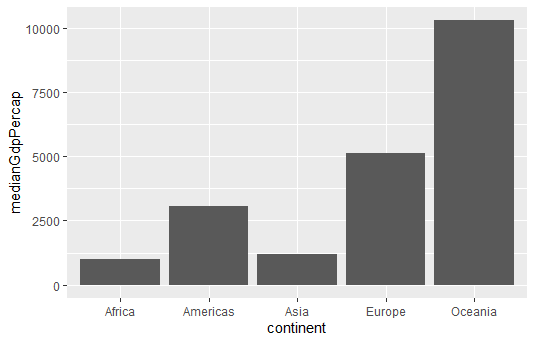 medianGdpPercap
10000
7500
5000
2500
0
Africa Americas Asia Europe Oceania
continent